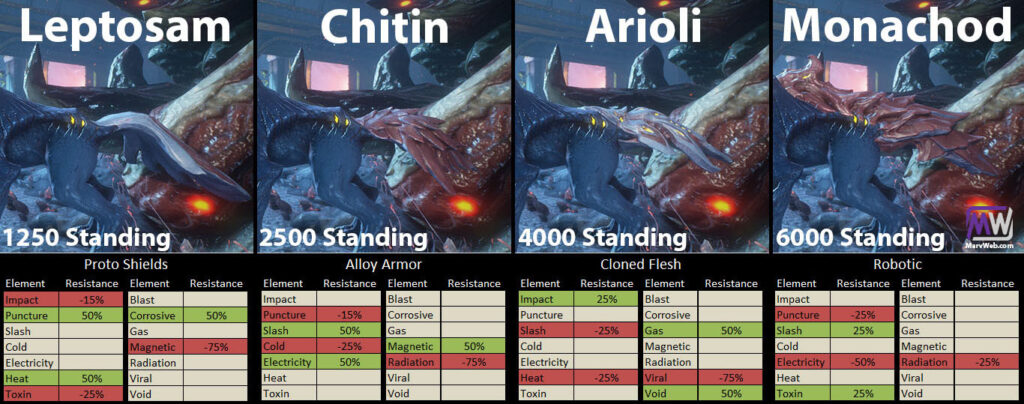 Leptosam
1250 Standing
Chitin
2500 Standing
Arioli
4000 Standing
Monachod
6000 Standing
MW
MarvWeb.com
Proto Shields
Element Resistance Element Resistance
Impact -15% Blast
Puncture 50% Corrosive 50%
Slash Gas
Cold Magnetic -75%
Electricity Radiation
Heat 50% Viral
Toxin -25% Void
Alloy Armor
Element Resistance Element Resistance
Impact Blast
Puncture -15% Corrosive
Slash 50% Gas
Cold -25% Magnetic 50%
Electricity 50% Radiation -75%
Heat Viral
Toxin Void
Cloned Flesh
Element Resistance Element Resistance
Impact 25% Blast
Puncture Corrosive
Slash -25% Gas 50%
Cold Magnetic
Electricity Radiation
Heat -25% Viral -75%
Toxin Void 50%
Robotic
Element Resistance Element Resistance
Impact Blast
Puncture -25% Corrosive
Slash 25% Gas
Cold Magnetic
Electricity -50% Radiation -25%
Heat Viral
Toxin 25% Void